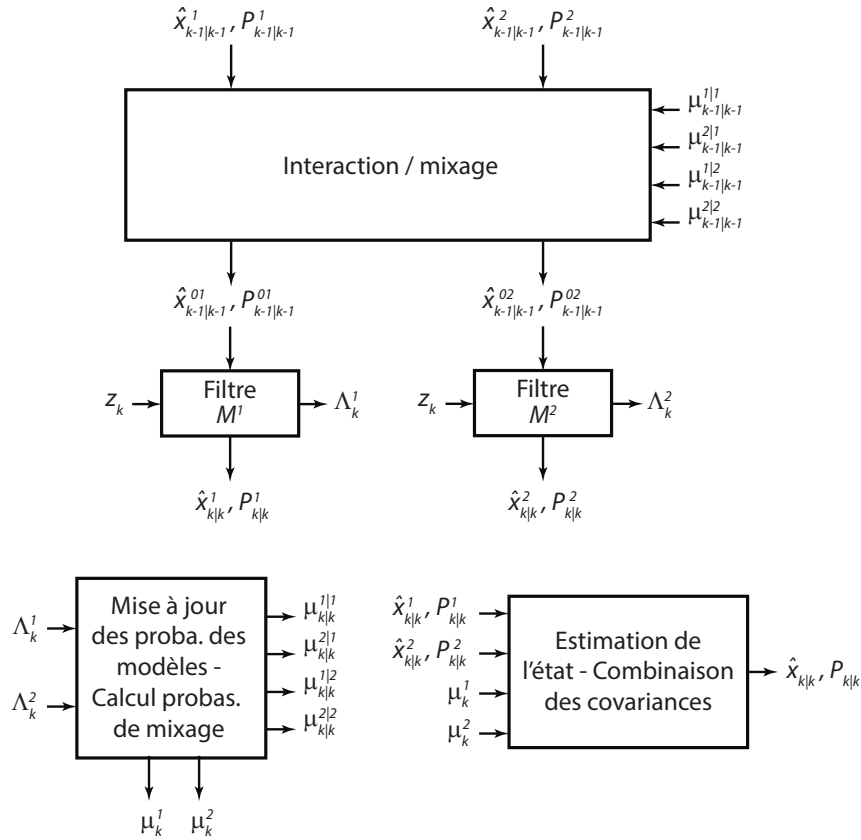 x̂¹ₖ₋₁|ₖ₋₁, P¹ₖ₋₁|ₖ₋₁ x̂²ₖ₋₁|ₖ₋₁, P²ₖ₋₁|ₖ₋₁
μ¹|¹ₖ₋₁|ₖ₋₁
μ²|¹ₖ₋₁|ₖ₋₁
Interaction / mixage
μ¹|²ₖ₋₁|ₖ₋₁
μ²|²ₖ₋₁|ₖ₋₁
x̂⁰¹ₖ₋₁|ₖ₋₁, P⁰¹ₖ₋₁|ₖ₋₁ x̂⁰²ₖ₋₁|ₖ₋₁, P⁰²ₖ₋₁|ₖ₋₁
zₖ Filtre M¹ Λ¹ₖ
zₖ Filtre M² Λ²ₖ
x̂¹ₖ|ₖ, P¹ₖ|ₖ x̂²ₖ|ₖ, P²ₖ|ₖ
Λ¹ₖ
Λ²ₖ
Mise à jour
des proba. des
modèles -
Calcul probas.
de mixage
μ¹|¹ₖ|ₖ
μ²|¹ₖ|ₖ
μ¹|²ₖ|ₖ
μ²|²ₖ|ₖ
μ¹ₖ μ²ₖ
x̂¹ₖ|ₖ, P¹ₖ|ₖ
x̂²ₖ|ₖ, P²ₖ|ₖ
μ¹ₖ
μ²ₖ
Estimation de
l'état - Combinaison
des covariances
x̂ₖ|ₖ, Pₖ|ₖ